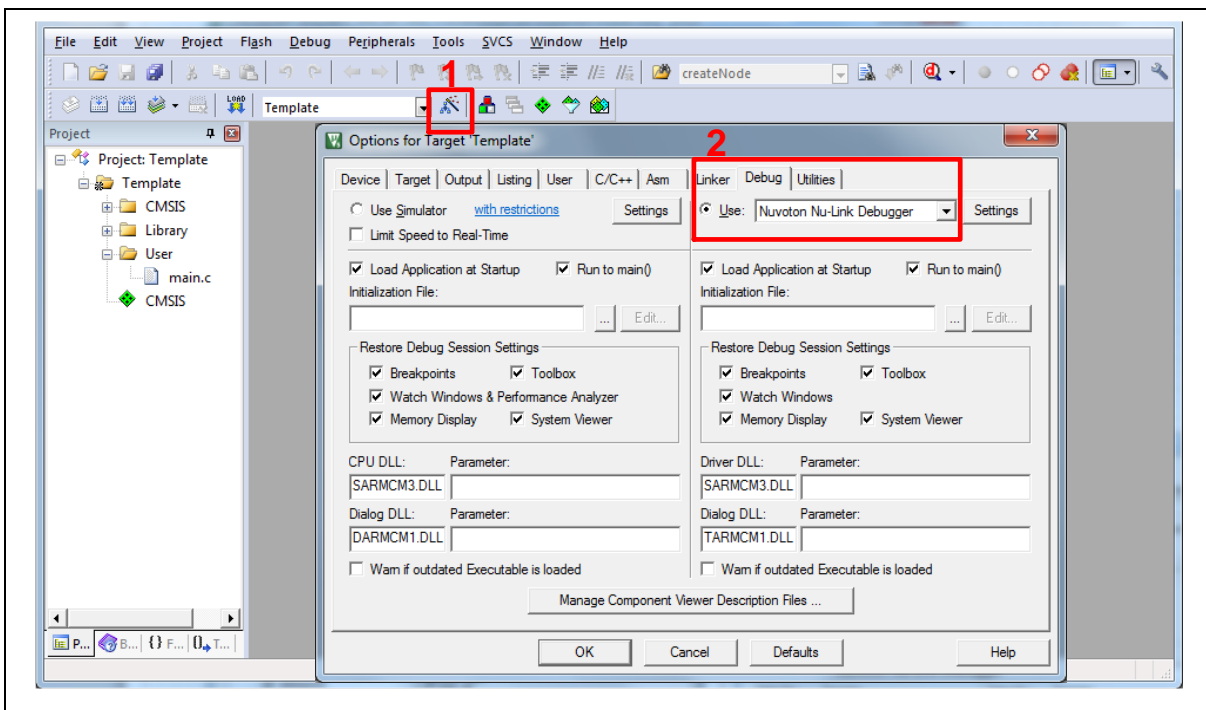 File Edit View Project Flash Debug Peripherals Tools SVCS Window Help
createNode
1
LOAD
Template
Project
Project: Template
Template
CMSIS
Library
User
main.c
CMSIS
P... B... {} F... 0 T...
Options for Target 'Template'
2
Device Target Output Listing User C/C++ Asm Linker Debug Utilities
Use Simulator with restrictions Settings
Limit Speed to Real-Time
Use: Nuvoton Nu-Link Debugger Settings
Load Application at Startup Run to main()
Initialization File:
... Edit...
Restore Debug Session Settings
Breakpoints Toolbox
Watch Windows & Performance Analyzer
Memory Display System Viewer
CPU DLL: Parameter:
SARMCM3.DLL
Dialog DLL: Parameter:
DARMCM1.DLL
Warn if outdated Executable is loaded
Load Application at Startup Run to main()
Initialization File:
... Edit...
Restore Debug Session Settings
Breakpoints Toolbox
Watch Windows
Memory Display System Viewer
Driver DLL: Parameter:
SARMCM3.DLL
Dialog DLL: Parameter:
TARMCM1.DLL
Warn if outdated Executable is loaded
Manage Component Viewer Description Files ...
OK Cancel Defaults Help